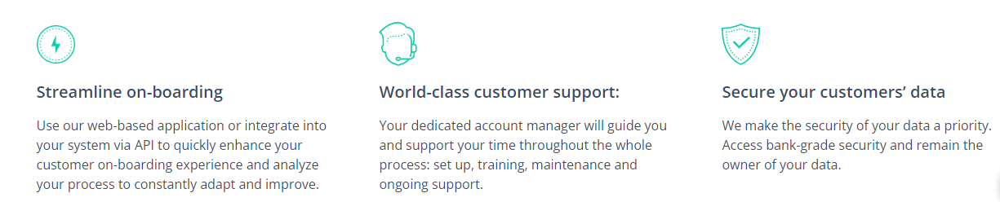 Streamline on-boarding
Use our web-based application or integrate into
your system via API to quickly enhance your
customer on-boarding experience and analyze
your process to constantly adapt and improve.
World-class customer support:
Your dedicated account manager will guide you
and support your time throughout the whole
process: set up, training, maintenance and
ongoing support.
Secure your customers’ data
We make the security of your data a priority.
Access bank-grade security and remain the
owner of your data.